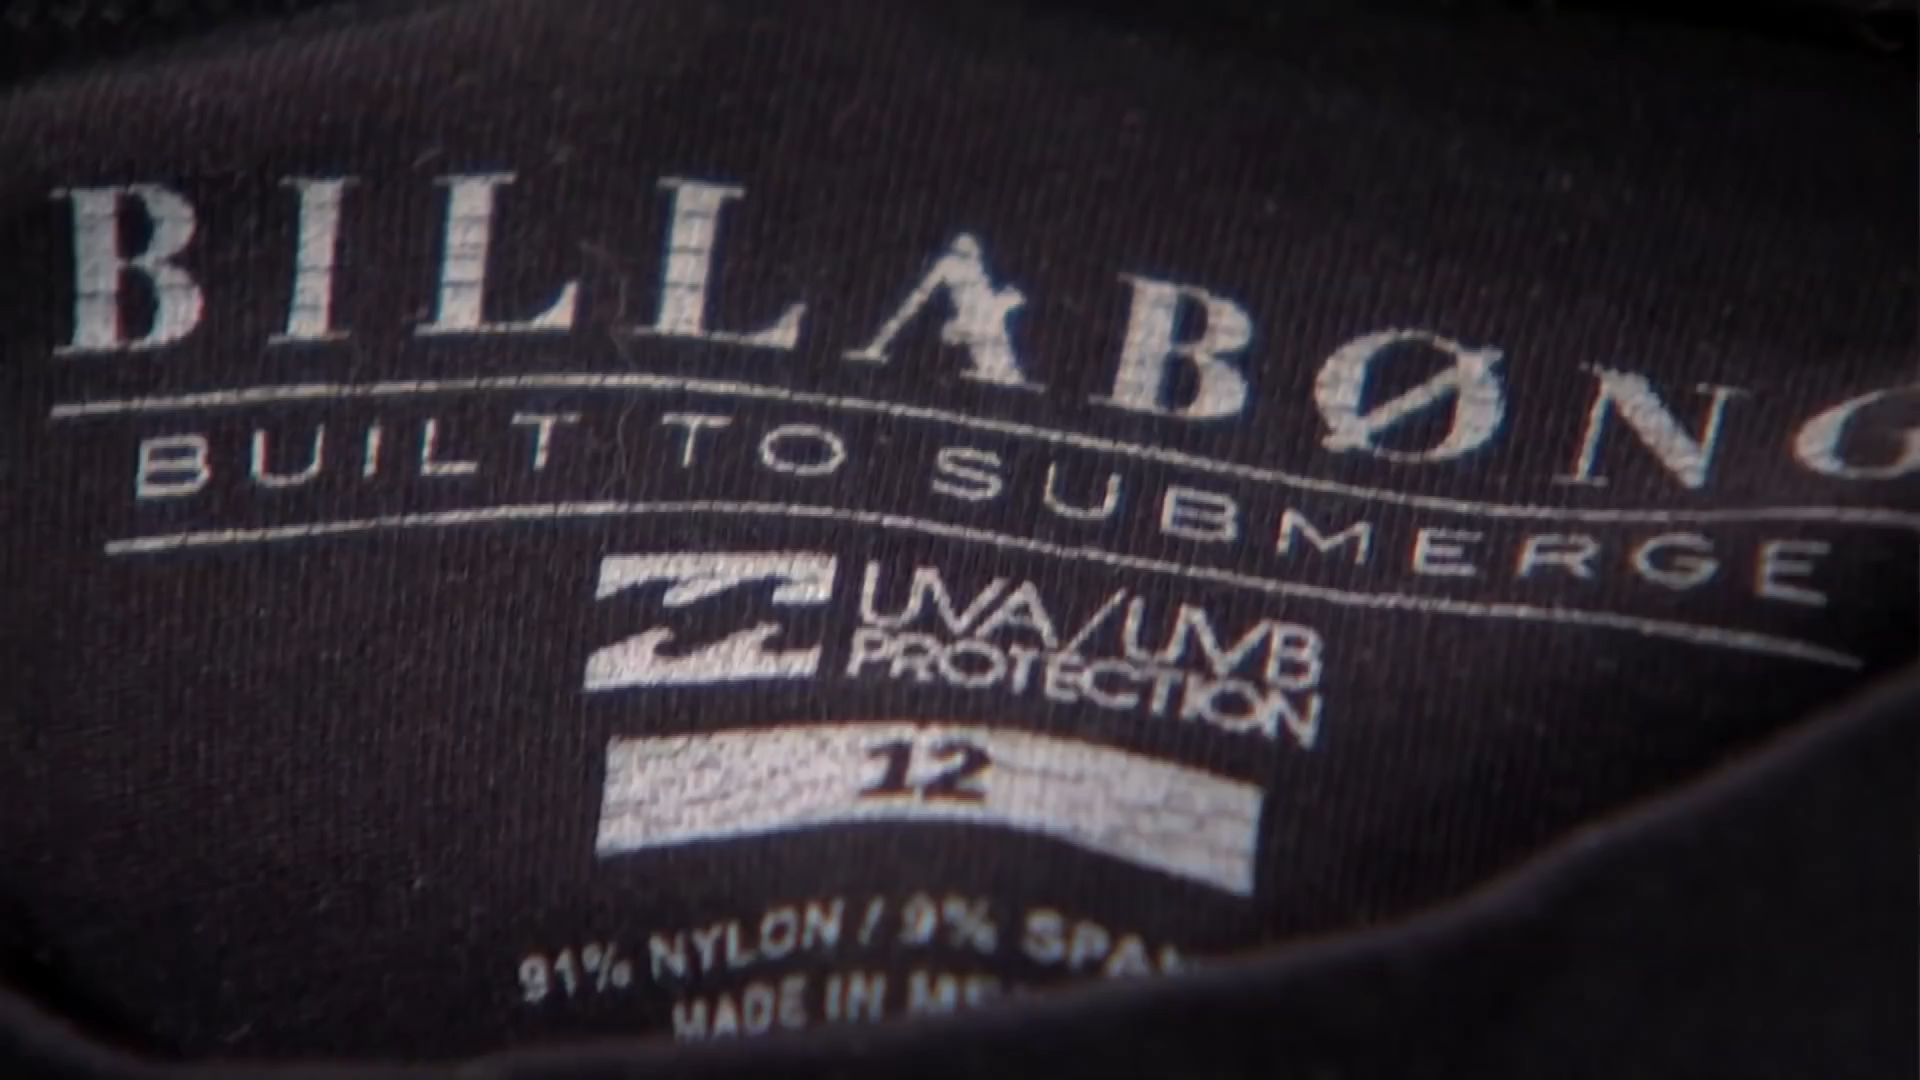 BILLABØNG
BUILT TO SUBMERGE
UVA/UVB
PROTECTION
12
91% NYLON / 9%
MADE IN